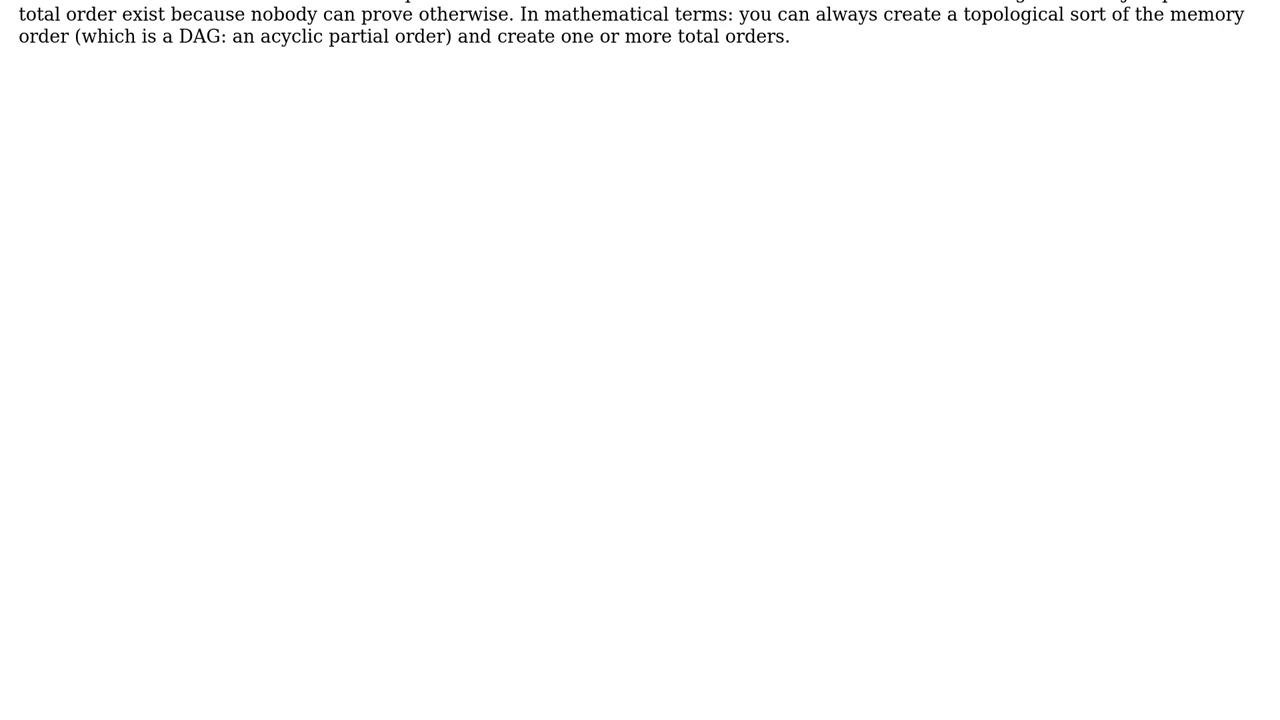 total order exist because nobody can prove otherwise. In mathematical terms: you can always create a topological sort of the memory
order (which is a DAG: an acyclic partial order) and create one or more total orders.